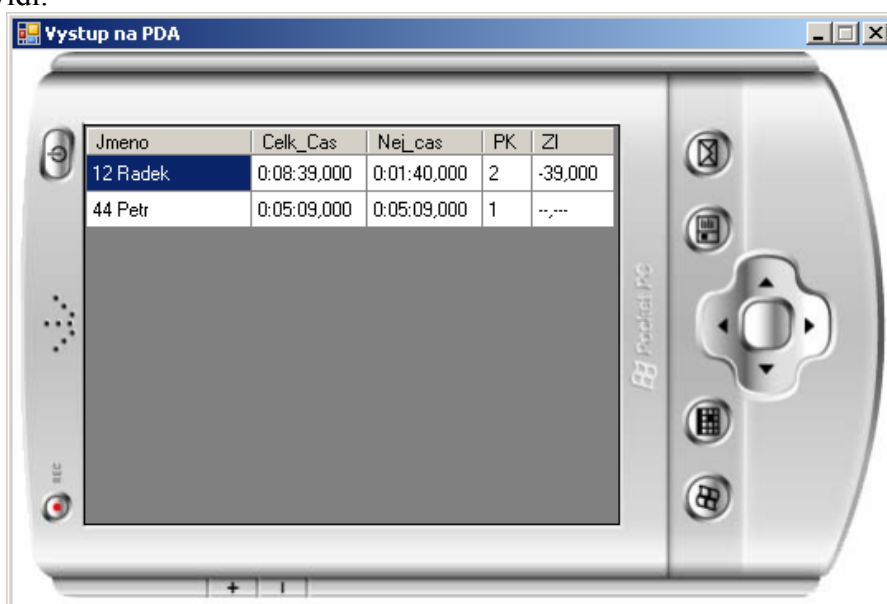 Vystup na PDA
Jmeno Celk_Cas Nej_cas PK Zl
12 Radek 0:08:39,000 0:01:40,000 2 -39,000
44 Petr 0:05:09,000 0:05:09,000 1 --,---
Pocket PC
REC
+ -